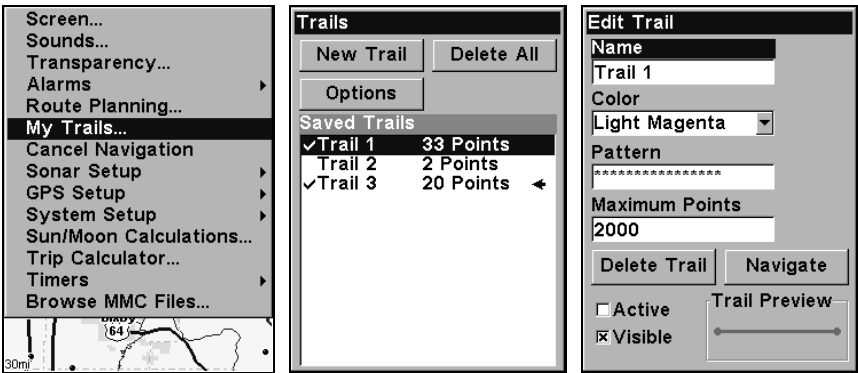 Screen...
Sounds...
Transparency...
Alarms
Route Planning...
My Trails...
Cancel Navigation
Sonar Setup
GPS Setup
System Setup
Sun/Moon Calculations...
Trip Calculator...
Timers
Browse MMC Files...
64
30mi
Trails
New Trail Delete All
Options
Saved Trails
✓Trail 1 33 Points
Trail 2 2 Points
✓Trail 3 20 Points
Edit Trail
Name
Trail 1
Color
Light Magenta
Pattern
****************
Maximum Points
2000
Delete Trail Navigate
Active
Visible
Trail Preview